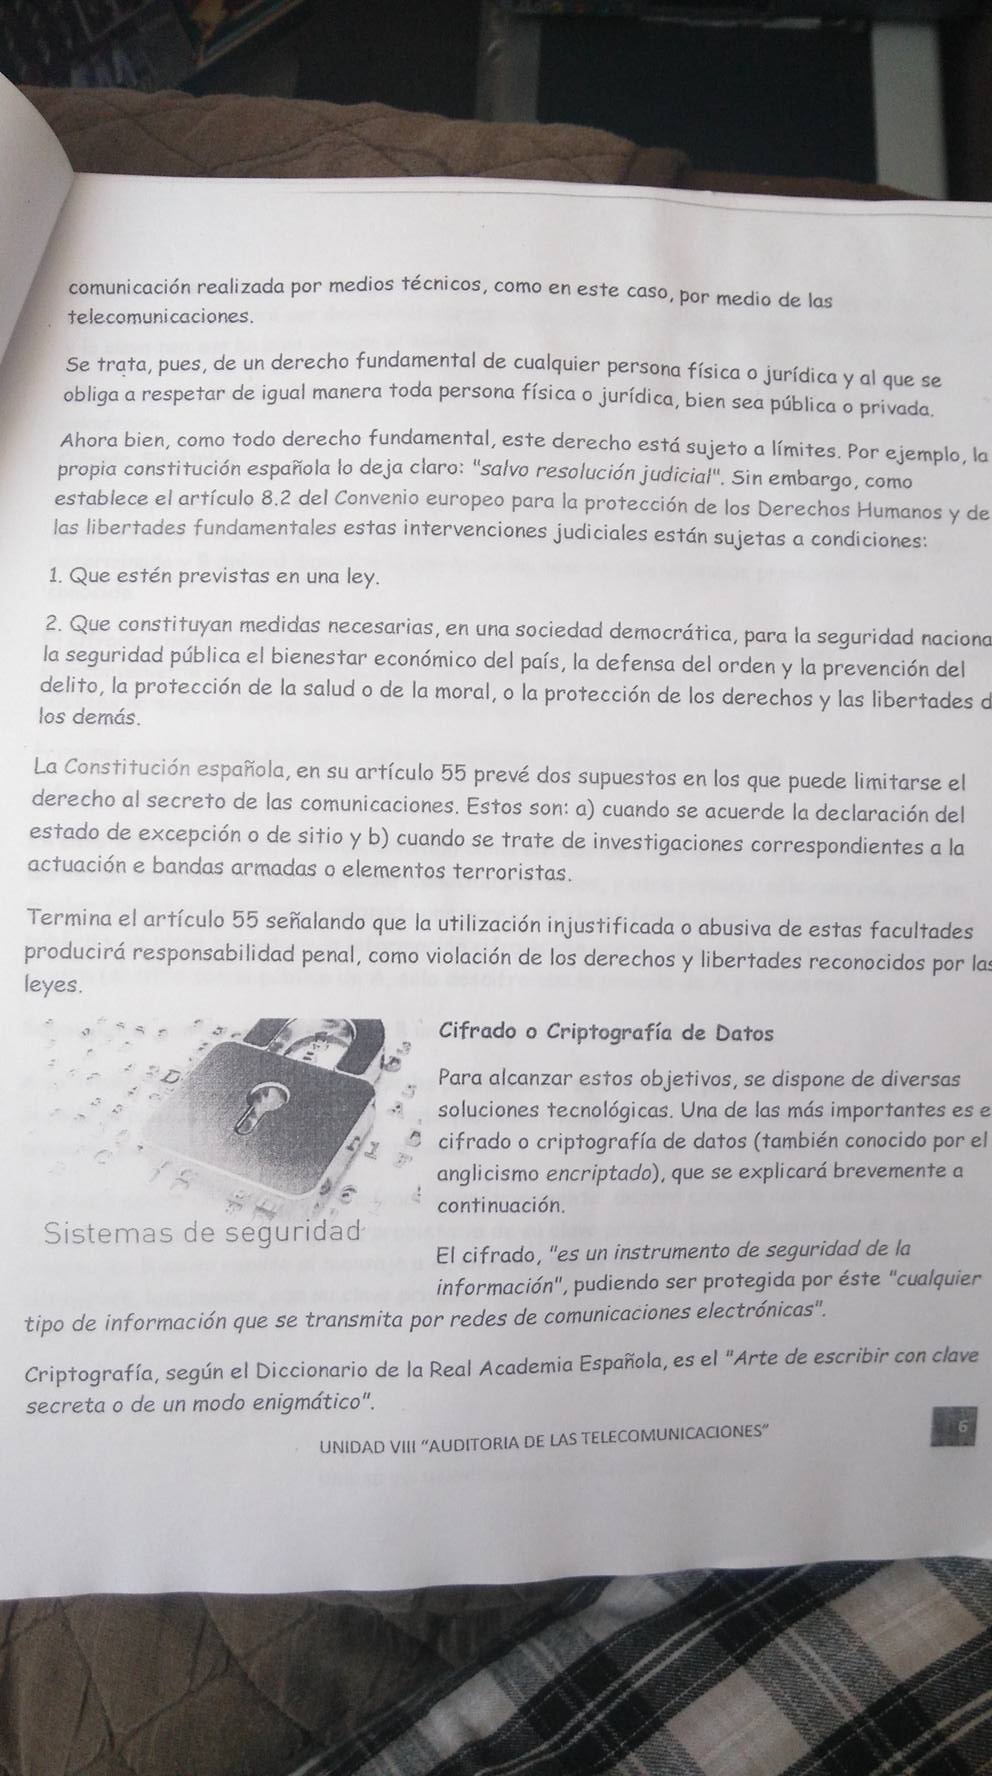 comunicación realizada por medios técnicos, como en este caso, por medio de las
telecomunicaciones.
Se trata, pues, de un derecho fundamental de cualquier persona física o jurídica y al que se
obliga a respetar de igual manera toda persona física o jurídica, bien sea pública o privada.
Ahora bien, como todo derecho fundamental, este derecho está sujeto a límites. Por ejemplo, la
propia constitución española lo deja claro: "salvo resolución judicial". Sin embargo, como
establece el artículo 8.2 del Convenio europeo para la protección de los Derechos Humanos y de
las libertades fundamentales estas intervenciones judiciales están sujetas a condiciones:
1. Que estén previstas en una ley.
2. Que constituyan medidas necesarias, en una sociedad democrática, para la seguridad naciona
la seguridad pública el bienestar económico del país, la defensa del orden y la prevención del
delito, la protección de la salud o de la moral, o la protección de los derechos y las libertades d
los demás.
La Constitución española, en su artículo 55 prevé dos supuestos en los que puede limitarse el
derecho al secreto de las comunicaciones. Estos son: a) cuando se acuerde la declaración del
estado de excepción o de sitio y b) cuando se trate de investigaciones correspondientes a la
actuación e bandas armadas o elementos terroristas.
Termina el artículo 55 señalando que la utilización injustificada o abusiva de estas facultades
producirá responsabilidad penal, como violación de los derechos y libertades reconocidos por las
leyes.
Cifrado o Criptografía de Datos
Para alcanzar estos objetivos, se dispone de diversas
soluciones tecnológicas. Una de las más importantes es e
cifrado o criptografía de datos (también conocido por el
anglicismo encriptado), que se explicará brevemente a
continuación.
Sistemas de seguridad
El cifrado, "es un instrumento de seguridad de la
información", pudiendo ser protegida por éste "cualquier
tipo de información que se transmita por redes de comunicaciones electrónicas".
Criptografía, según el Diccionario de la Real Academia Española, es el "Arte de escribir con clave
secreta o de un modo enigmático".
UNIDAD VIII "AUDITORIA DE LAS TELECOMUNICACIONES"
6